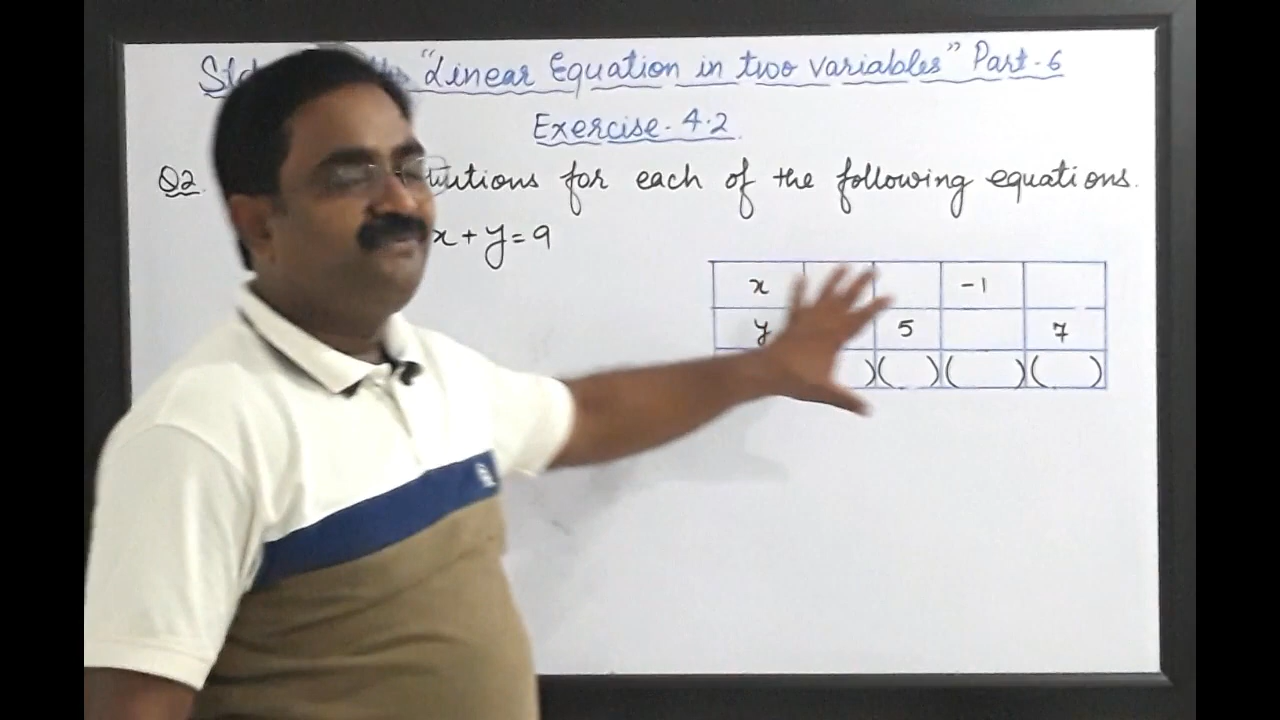 "Linear Equation in two variables" Part-6
Exercise-4.2
Q2. for each of the following equations.
x + y = 9
x -1
y 5 7
) ( ) ( ) ( )